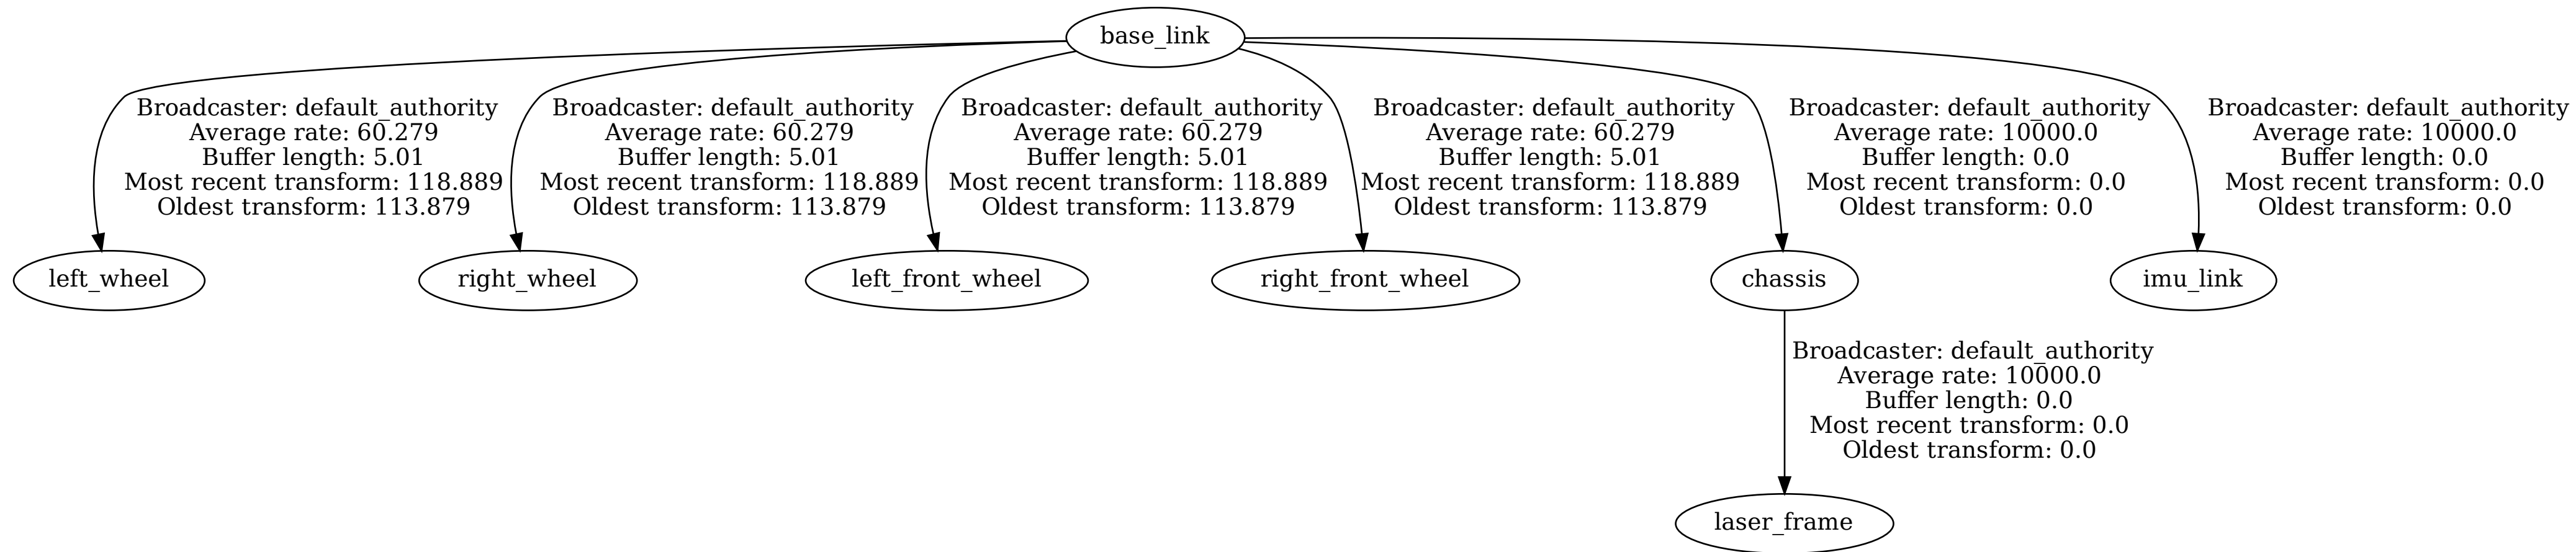 base_link
Broadcaster: default_authority
Average rate: 60.279
Buffer length: 5.01
Most recent transform: 118.889
Oldest transform: 113.879
Broadcaster: default_authority
Average rate: 60.279
Buffer length: 5.01
Most recent transform: 118.889
Oldest transform: 113.879
Broadcaster: default_authority
Average rate: 60.279
Buffer length: 5.01
Most recent transform: 118.889
Oldest transform: 113.879
Broadcaster: default_authority
Average rate: 60.279
Buffer length: 5.01
Most recent transform: 118.889
Oldest transform: 113.879
Broadcaster: default_authority
Average rate: 10000.0
Buffer length: 0.0
Most recent transform: 0.0
Oldest transform: 0.0
Broadcaster: default_authority
Average rate: 10000.0
Buffer length: 0.0
Most recent transform: 0.0
Oldest transform: 0.0
left_wheel
right_wheel
left_front_wheel
right_front_wheel
chassis
imu_link
Broadcaster: default_authority
Average rate: 10000.0
Buffer length: 0.0
Most recent transform: 0.0
Oldest transform: 0.0
laser_frame